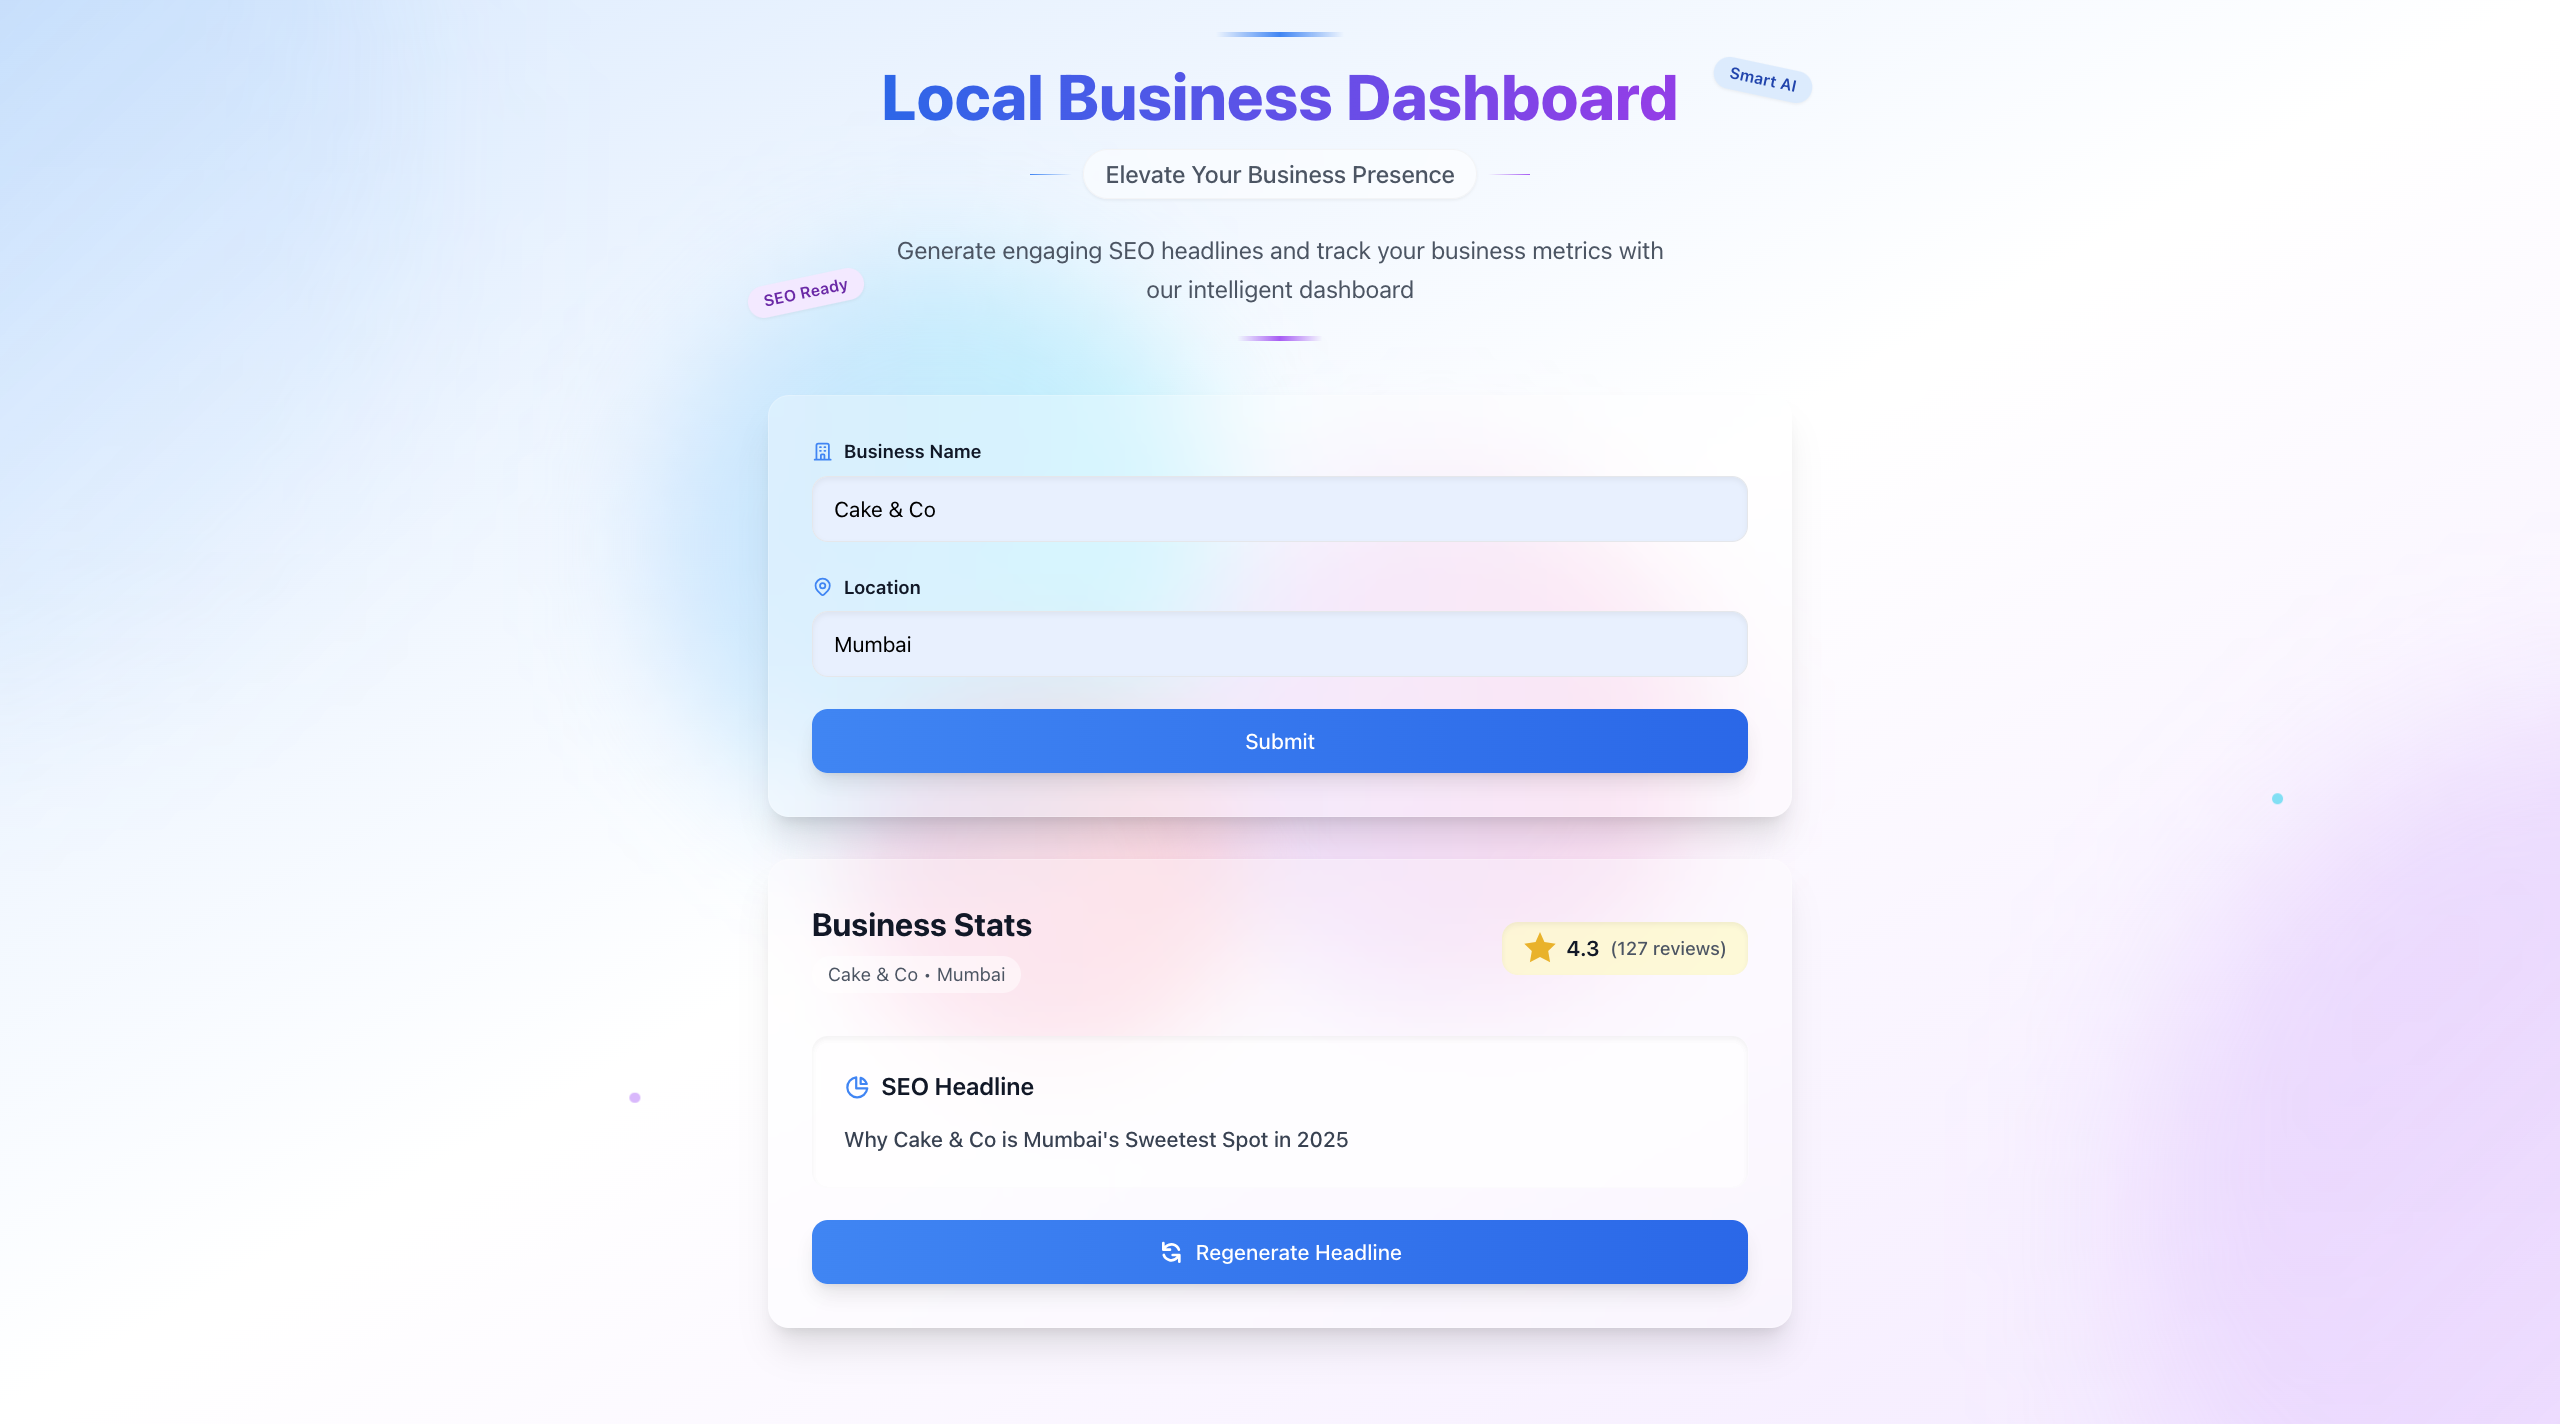 Local Business Dashboard
Smart AI
Elevate Your Business Presence
Generate engaging SEO headlines and track your business metrics with
our intelligent dashboard
SEO Ready
Business Name
Cake & Co
Location
Mumbai
Submit
Business Stats
Cake & Co • Mumbai
4.3 (127 reviews)
SEO Headline
Why Cake & Co is Mumbai's Sweetest Spot in 2025
Regenerate Headline